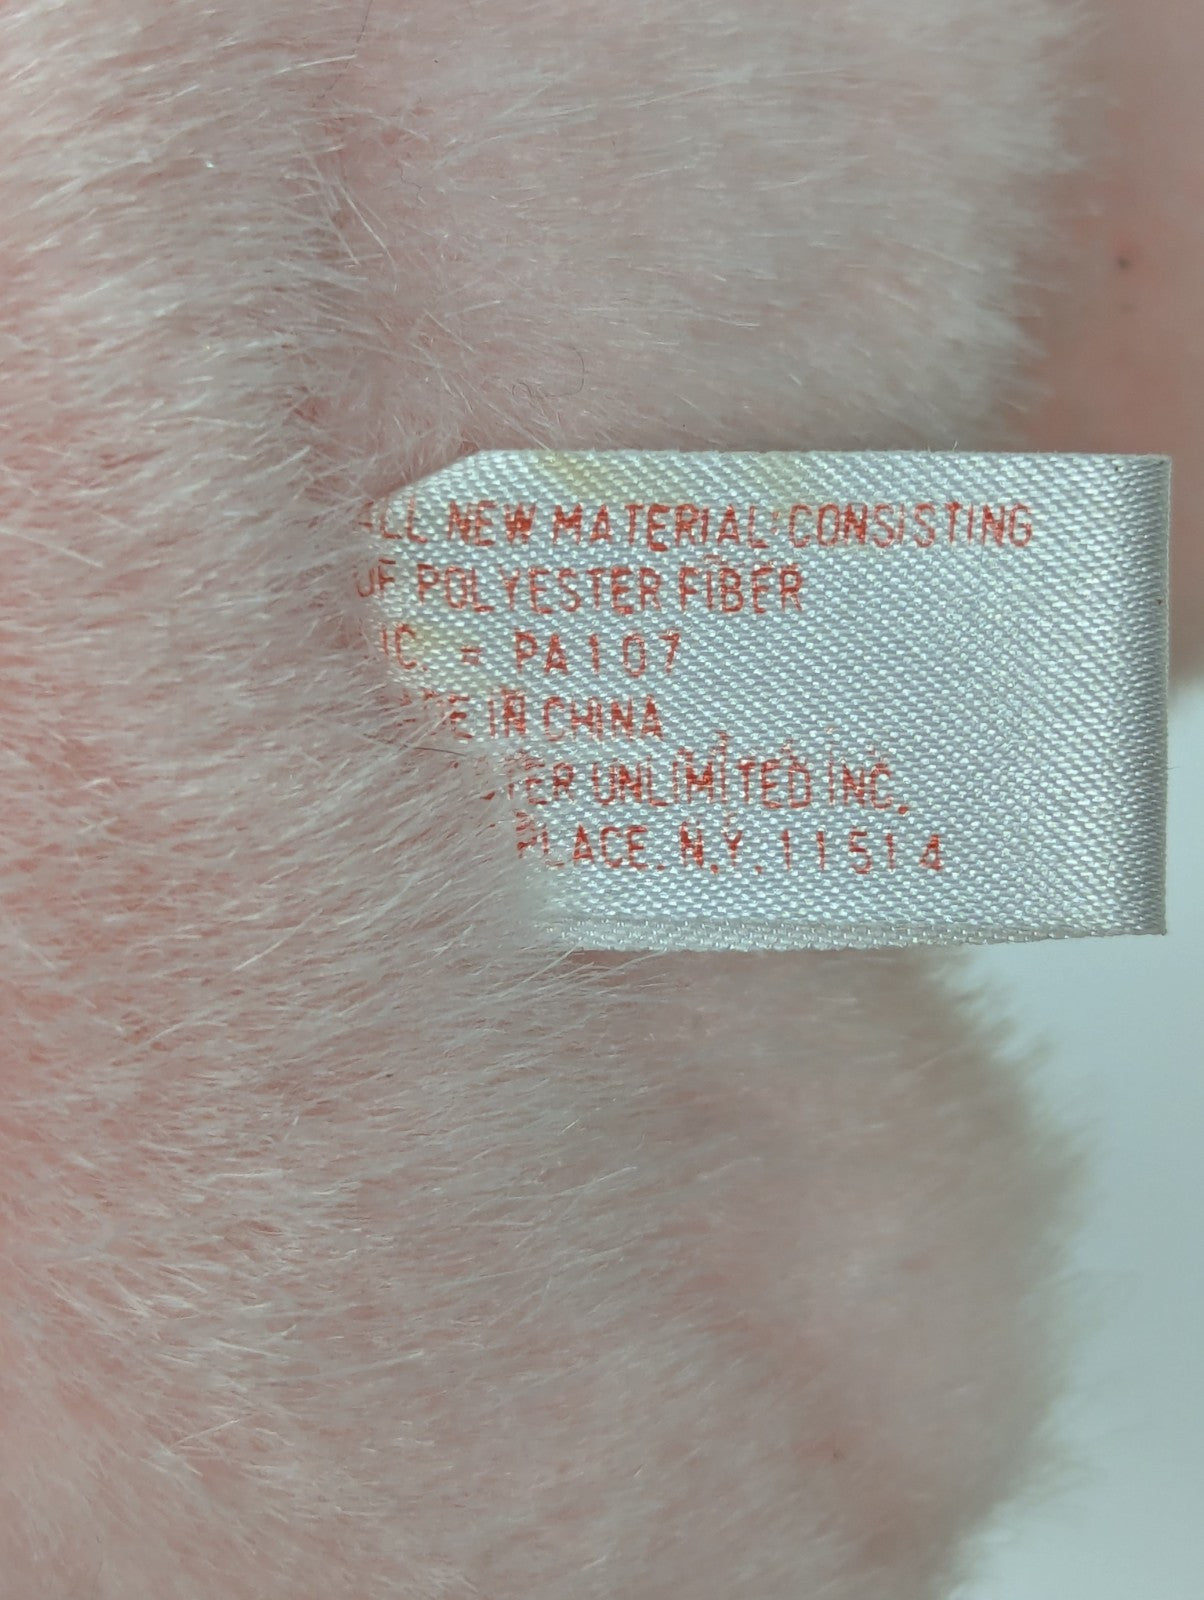 ALL NEW MATERIAL CONSISTING
OF POLYESTER FIBER
= PA107
IN CHINA
UNLIMITED INC.
PLACE, N.Y. 11514